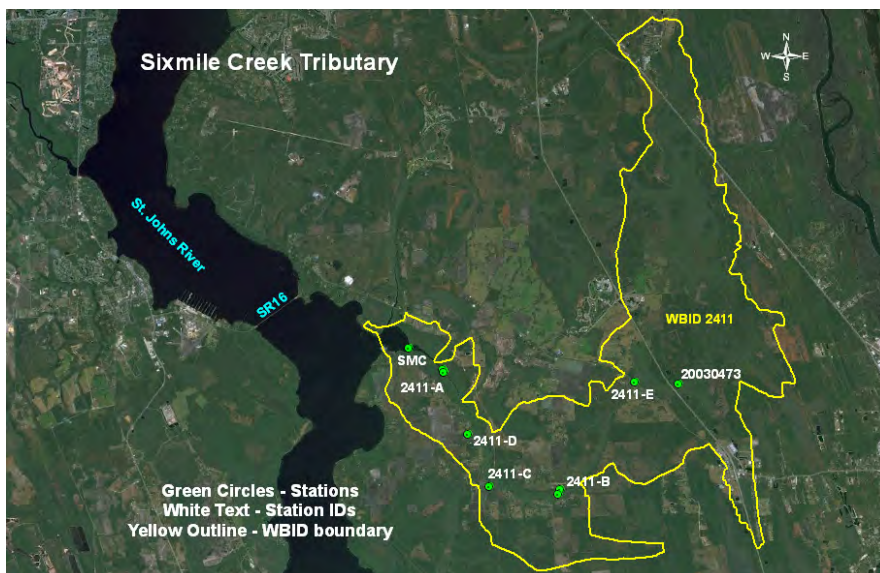 Sixmile Creek Tributary
N
W E
S
St. Johns River
SR16
WBID 2411
SMC
2411-A
2411-E
20030473
2411-D
2411-C
2411-B
Green Circles - Stations
White Text - Station IDs
Yellow Outline - WBID boundary